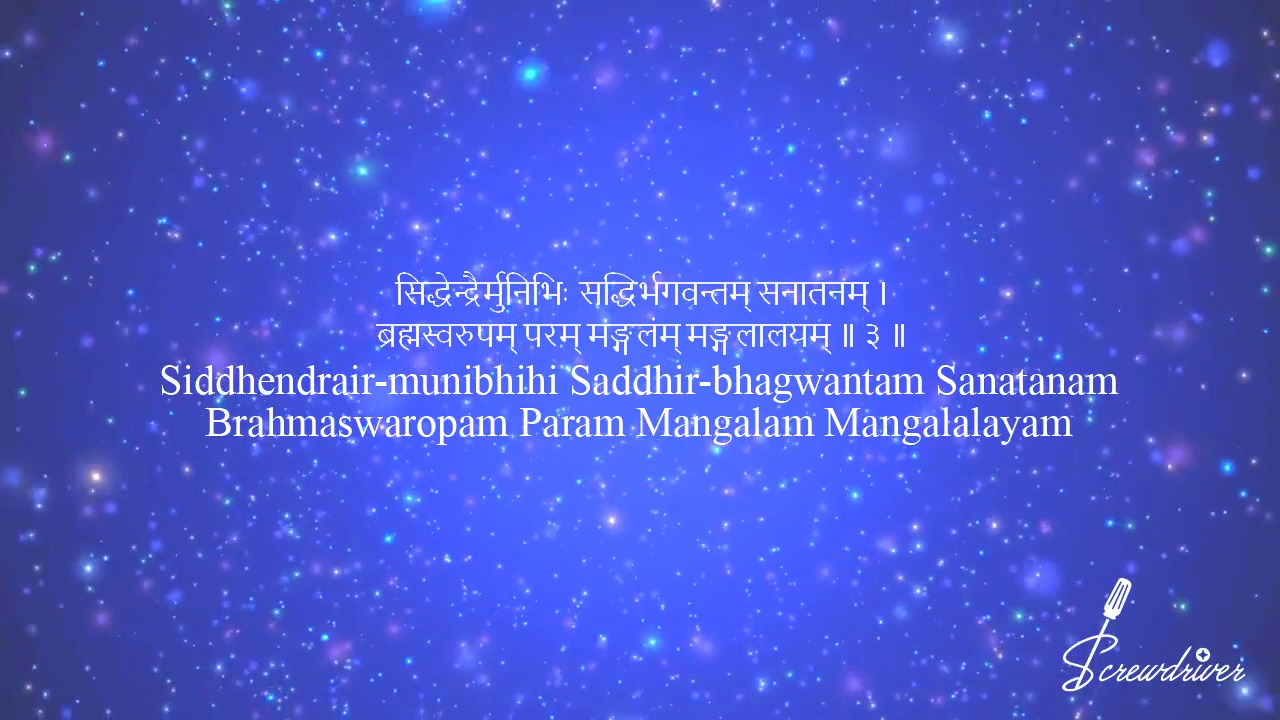 सिद्धेन्द्रैर्मुनिभिः सद्भिर्भगवन्तम् सनातनम् ।
ब्रह्मस्वरुपम् परम् मङ्गलंम् मङ्गलालयम् ॥ ३ ॥
Siddhendrair-munibhihi Saddhir-bhagwantam Sanatanam
Brahmaswaropam Param Mangalam Mangalalayam
Screwdriver